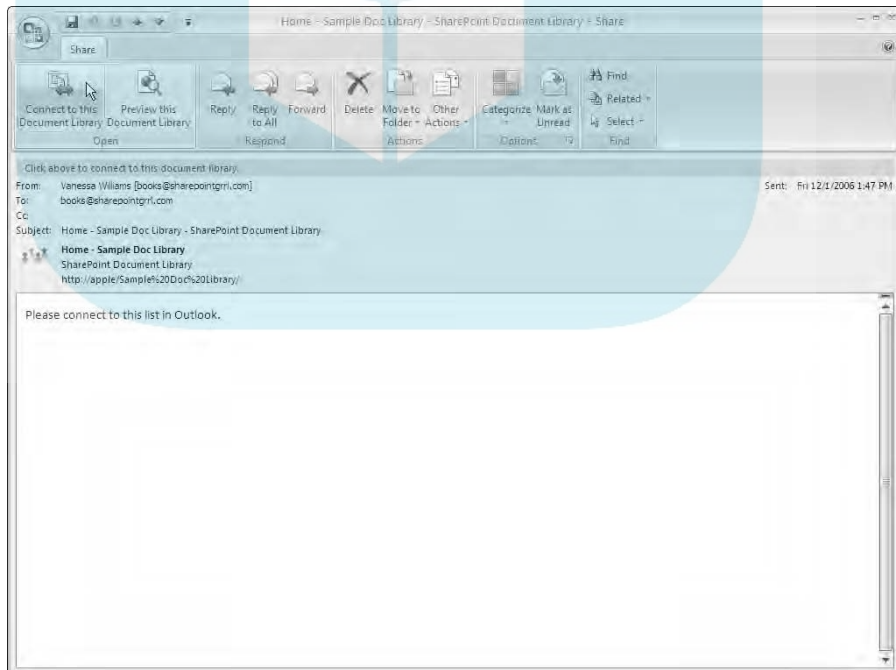 Home - Sample Doc Library - SharePoint Document Library - Share
Share
Connect to this Document Library
Preview this Document Library
Reply
Reply to All
Forward
Delete
Move to Folder
Other Actions
Categorize
Mark as Unread
Find
Related
Select
Open
Respond
Actions
Options
Find
Click above to connect to this document library.
From: Vanessa Wiliams [books@sharepointgrrl.com]
Sent: Fri 12/1/2006 1:47 PM
To: books@sharepointgrrl.com
Cc:
Subject: Home - Sample Doc Library - SharePoint Document Library
Home - Sample Doc Library
SharePoint Document Library
http://apple/Sample%20Doc%20Library/
Please connect to this list in Outlook.